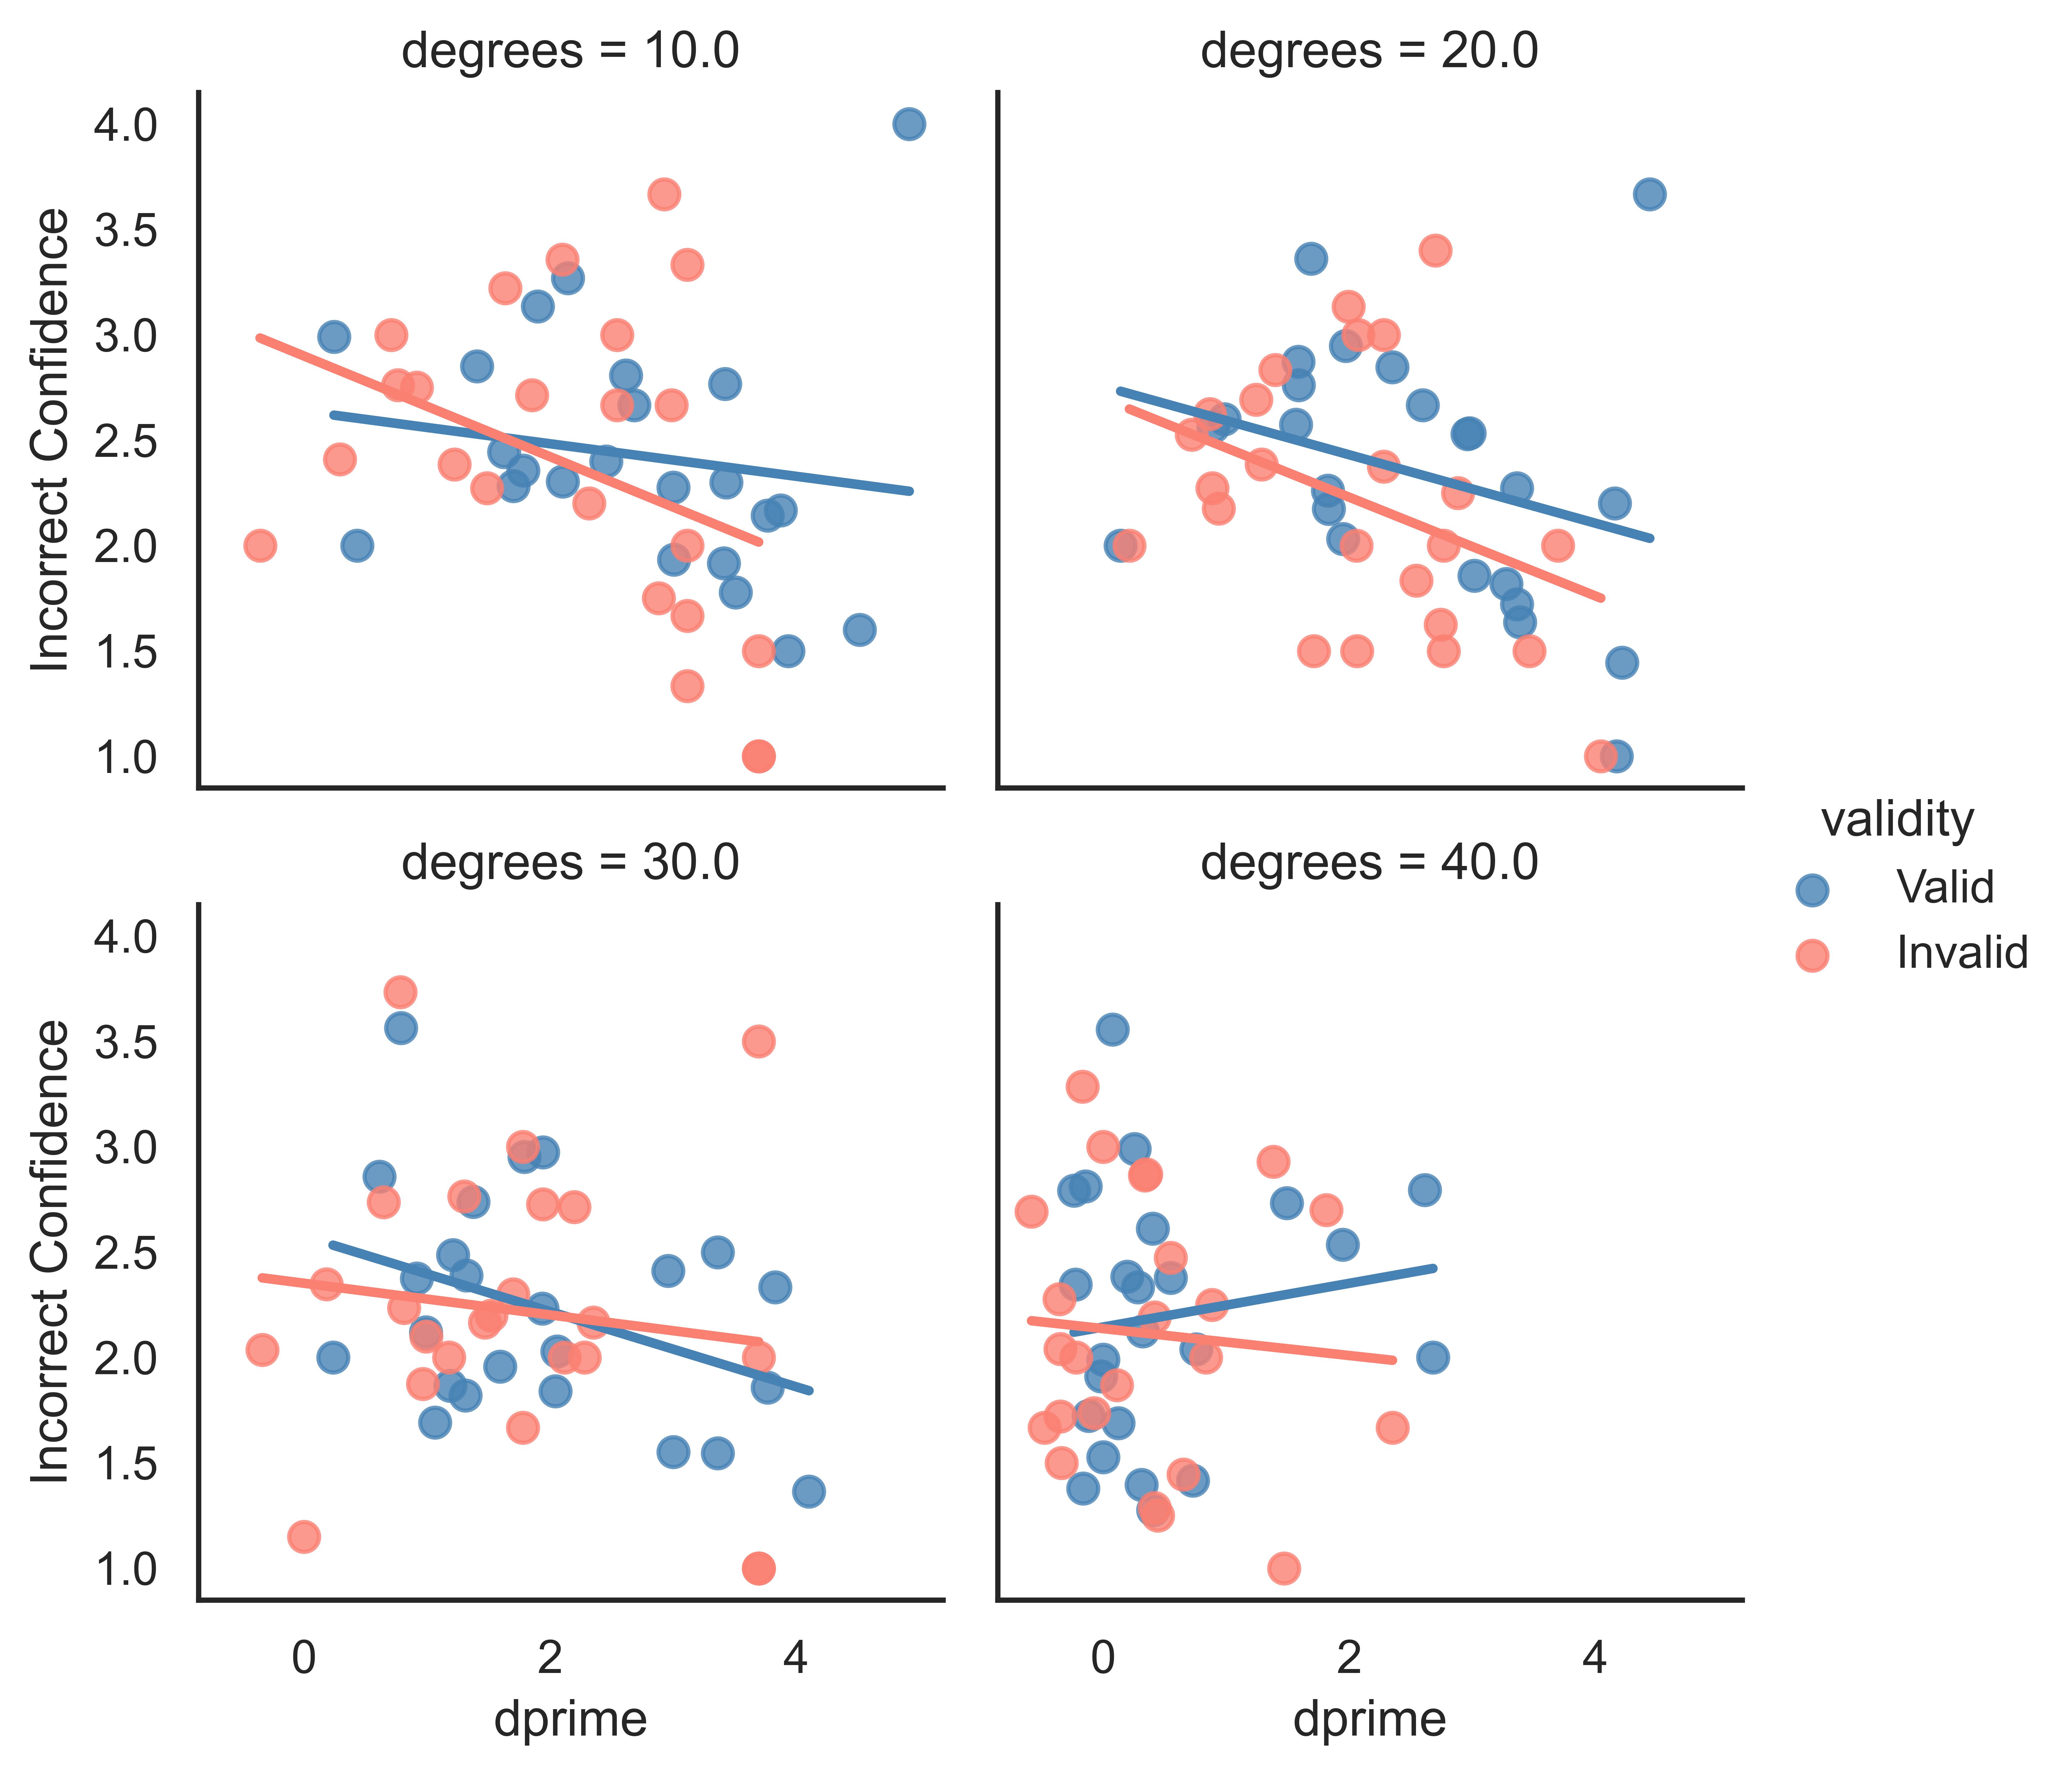 degrees = 10.0
degrees = 20.0
4.0
3.5
3.0
2.5
2.0
1.5
1.0
Incorrect Confidence
validity
Valid
Invalid
degrees = 30.0
degrees = 40.0
4.0
3.5
3.0
2.5
2.0
1.5
1.0
Incorrect Confidence
0 2 4
0 2 4
dprime
dprime